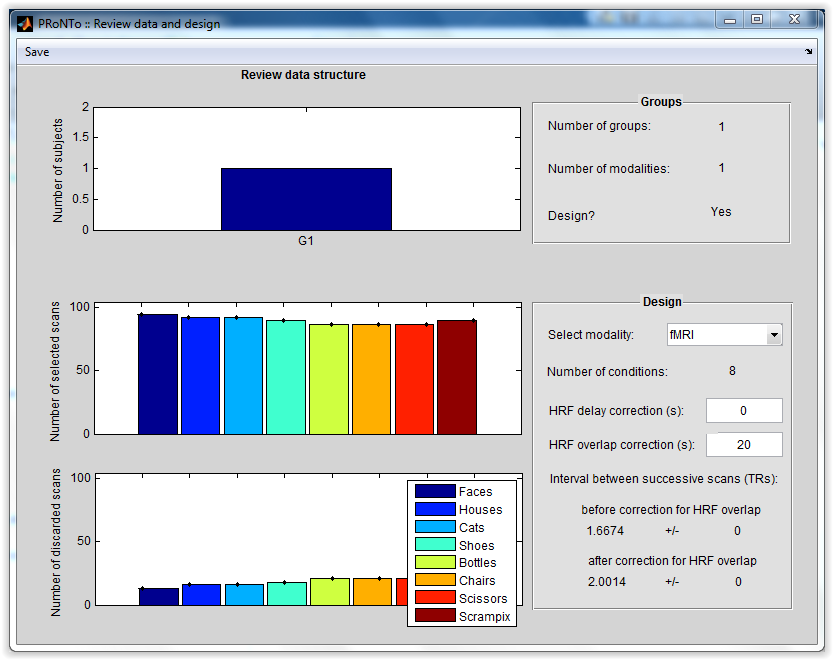 PRoNTo :: Review data and design
Save
Review data structure
Number of subjects
2
1.5
1
0.5
0
G1
Groups
Number of groups: 1
Number of modalities: 1
Design? Yes
Number of selected scans
100
50
0
Design
Select modality: fMRI
Number of conditions: 8
HRF delay correction (s): 0
HRF overlap correction (s): 20
Interval between successive scans (TRs):
before correction for HRF overlap
1.6674 +/- 0
after correction for HRF overlap
2.0014 +/- 0
Number of discarded scans
100
50
0
Faces
Houses
Cats
Shoes
Bottles
Chairs
Scissors
Scrampix